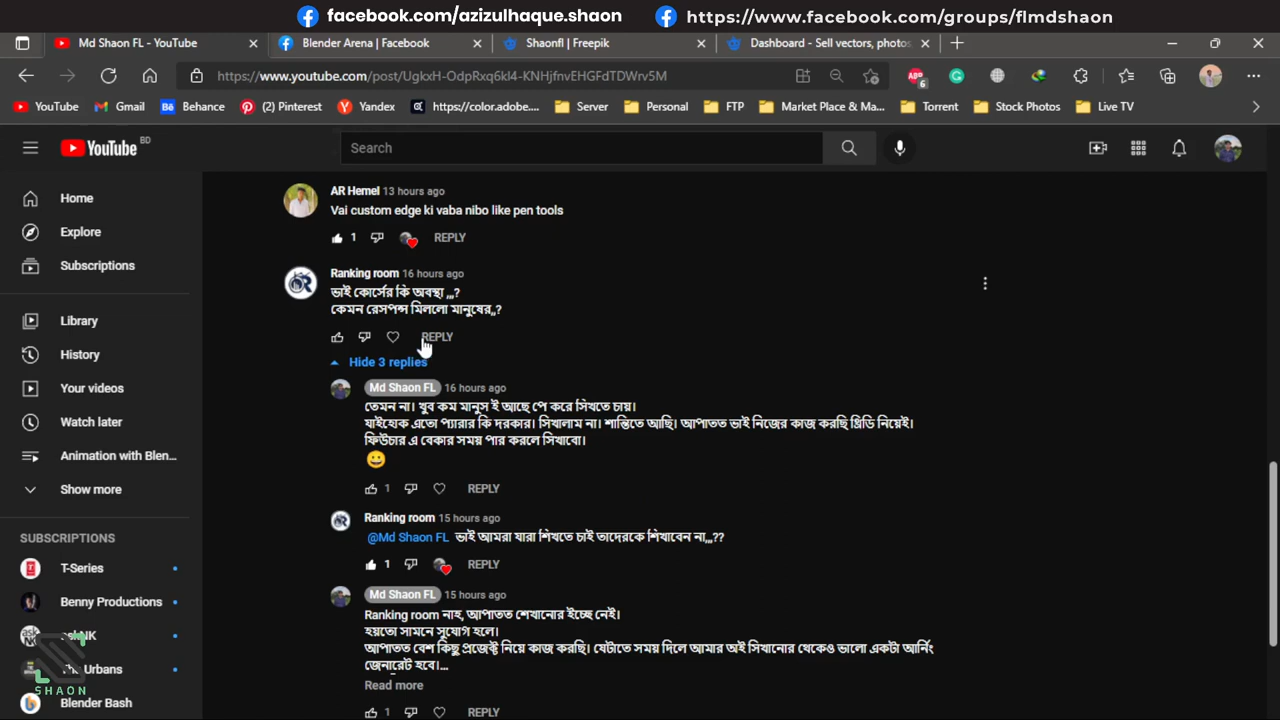 facebook.com/azizulhaque.shaon
https://www.facebook.com/groups/flmdshaon
Md Shaon FL - YouTube
Blender Arena | Facebook
Shaonfl | Freepik
Dashboard - Sell vectors, photos,
https://www.youtube.com/post/UgkxH-OdpRxq6kl4-KNHjfnvEHGFdTDWrv5M
6
YouTube
Gmail
Behance
(2) Pinterest
Yandex
https://color.adobe....
Server
Personal
FTP
Market Place & Ma...
Torrent
Stock Photos
Live TV
YouTube BD
Search
Home
Explore
Subscriptions
Library
History
Your videos
Watch later
Animation with Blen...
Show more
SUBSCRIPTIONS
T-Series
Benny Productions
askNK
The Urbans
Blender Bash
SHAON
AR Hemel 13 hours ago
Vai custom edge ki vaba nibo like pen tools
1 REPLY
Ranking room 16 hours ago
ভাই কোর্সের কি অবস্থা ,,,?
কেমন রেসপন্স মিললো মানুষের,,?
REPLY
Hide 3 replies
Md Shaon FL 16 hours ago
তেমন না। খুব কম মানুস ই আছে পে করে সিখতে চায়।
যাইহোক এতো প্যারার কি দরকার। সিখালাম না। শান্তিতে আছি। আপাতত ভাই নিজের কাজ করছি থ্রিডি নিয়েই।
ফিউচার এ বেকার সময় পার করলে সিখাবো।
1 REPLY
Ranking room 15 hours ago
@Md Shaon FL ভাই আমরা যারা শিখতে চাই তাদেরকে শিখাবেন না,,,??
1 REPLY
Md Shaon FL 15 hours ago
Ranking room নাহ, আপাতত শেখানোর ইচ্ছে নেই।
হয়তো সামনে সুযোগ হলে।
আপাতত বেশ কিছু প্রজেক্ট নিয়ে কাজ করছি। যেটাতে সময় দিলে আমার অই সিখানোর থেকেও ভালো একটা আর্নিং
জেনারেট হবে।...
Read more
1 REPLY